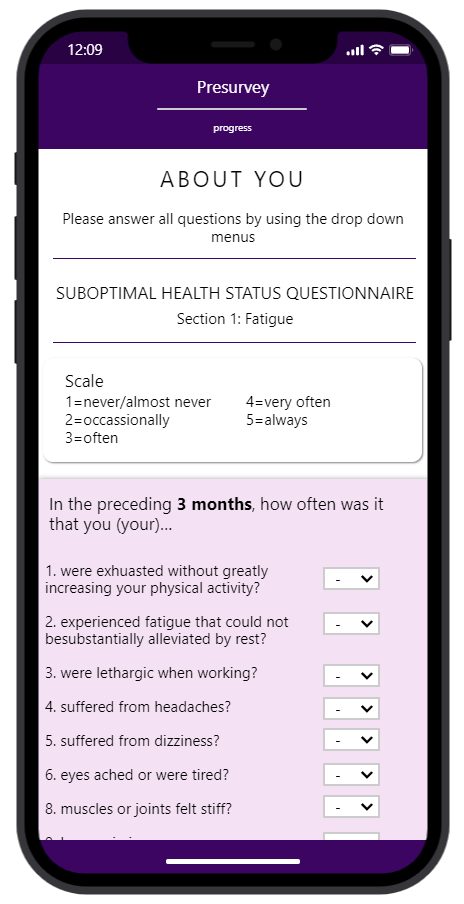 12:09
Presurvey
progress
ABOUT YOU
Please answer all questions by using the drop down
menus
SUBOPTIMAL HEALTH STATUS QUESTIONNAIRE
Section 1: Fatigue
Scale
1=never/almost never
2=occassionally
3=often
4=very often
5=always
In the preceding 3 months, how often was it
that you (your)...
1. were exhuasted without greatly
increasing your physical activity?
-
2. experienced fatigue that could not
besubstantially alleviated by rest?
-
3. were lethargic when working?
-
4. suffered from headaches?
-
5. suffered from dizziness?
-
6. eyes ached or were tired?
-
8. muscles or joints felt stiff?
-